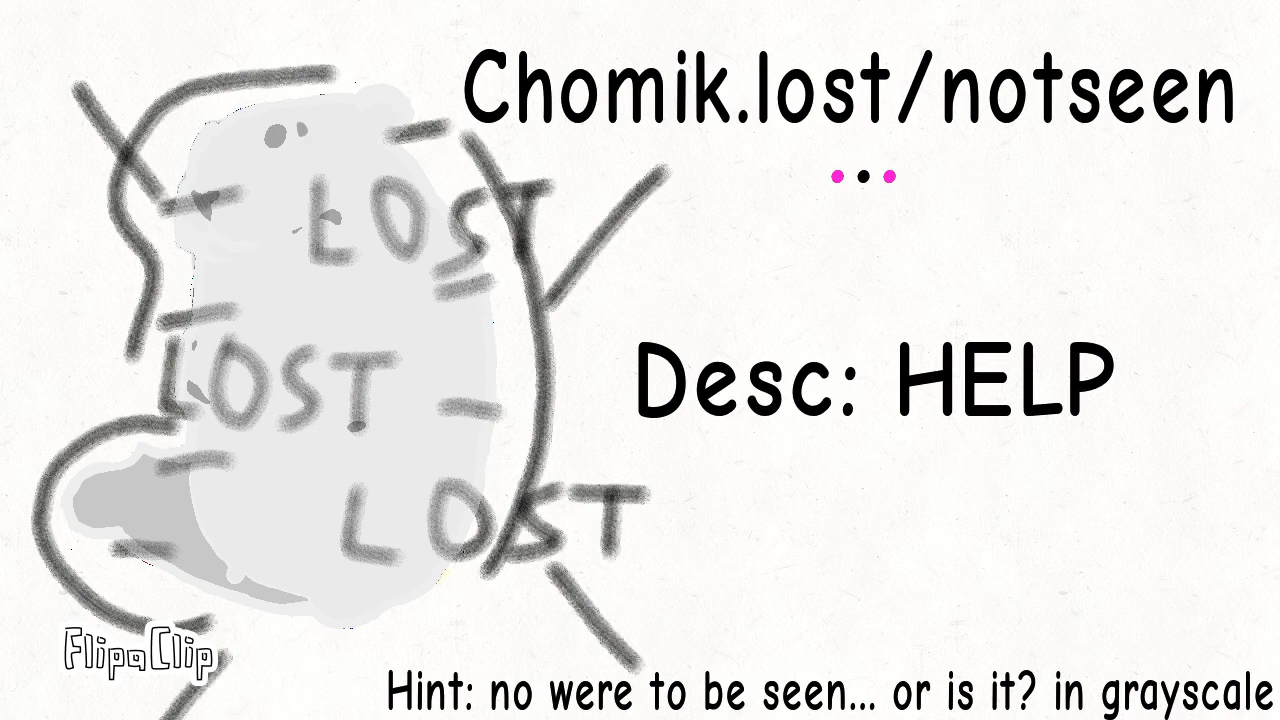 Chomik.lost/notseen
LOST
Desc: HELP
LOST
LOST
FlipaClip
Hint: no were to be seen... or is it? in grayscale